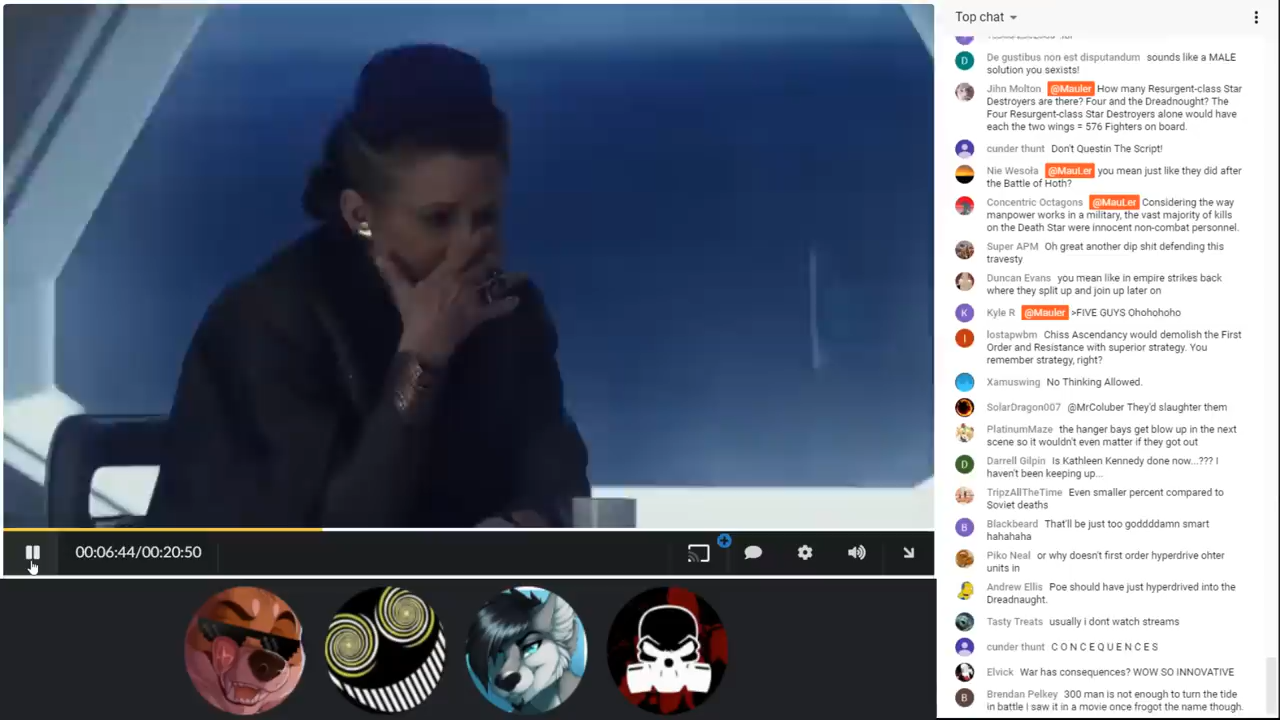 Top chat
D
De gustibus non est disputandum sounds like a MALE
solution you sexists!
Jihn Molton @Mauler How many Resurgent-class Star
Destroyers are there? Four and the Dreadnought? The
Four Resurgent-class Star Destroyers alone would have
each the two wings = 576 Fighters on board.
cunder thunt Don't Questin The Script!
Nie Wesoła @MauLer you mean just like they did after
the Battle of Hoth?
Concentric Octagons @MauLer Considering the way
manpower works in a military, the vast majority of kills
on the Death Star were innocent non-combat personnel.
Super APM Oh great another dip shit defending this
travesty
Duncan Evans you mean like in empire strikes back
where they split up and join up later on
K
Kyle R @Mauler >FIVE GUYS Ohohohoho
l
lostapwbm Chiss Ascendancy would demolish the First
Order and Resistance with superior strategy. You
remember strategy, right?
Xamuswing No Thinking Allowed.
SolarDragon007 @MrColuber They'd slaughter them
PlatinumMaze the hanger bays get blow up in the next
scene so it wouldn't even matter if they got out
D
Darrell Gilpin Is Kathleen Kennedy done now...??? I
haven't been keeping up...
TripzAllTheTime Even smaller percent compared to
Soviet deaths
B
Blackbeard That'll be just too goddddamn smart
hahahaha
Piko Neal or why doesn't first order hyperdrive ohter
units in
Andrew Ellis Poe should have just hyperdrived into the
Dreadnaught.
Tasty Treats usually i dont watch streams
cunder thunt C O N C E Q U E N C E S
Elvick War has consequences? WOW SO INNOVATIVE
B
Brendan Pelkey 300 man is not enough to turn the tide
in battle i saw it in a movie once frogot the name though.
00:06:44/00:20:50